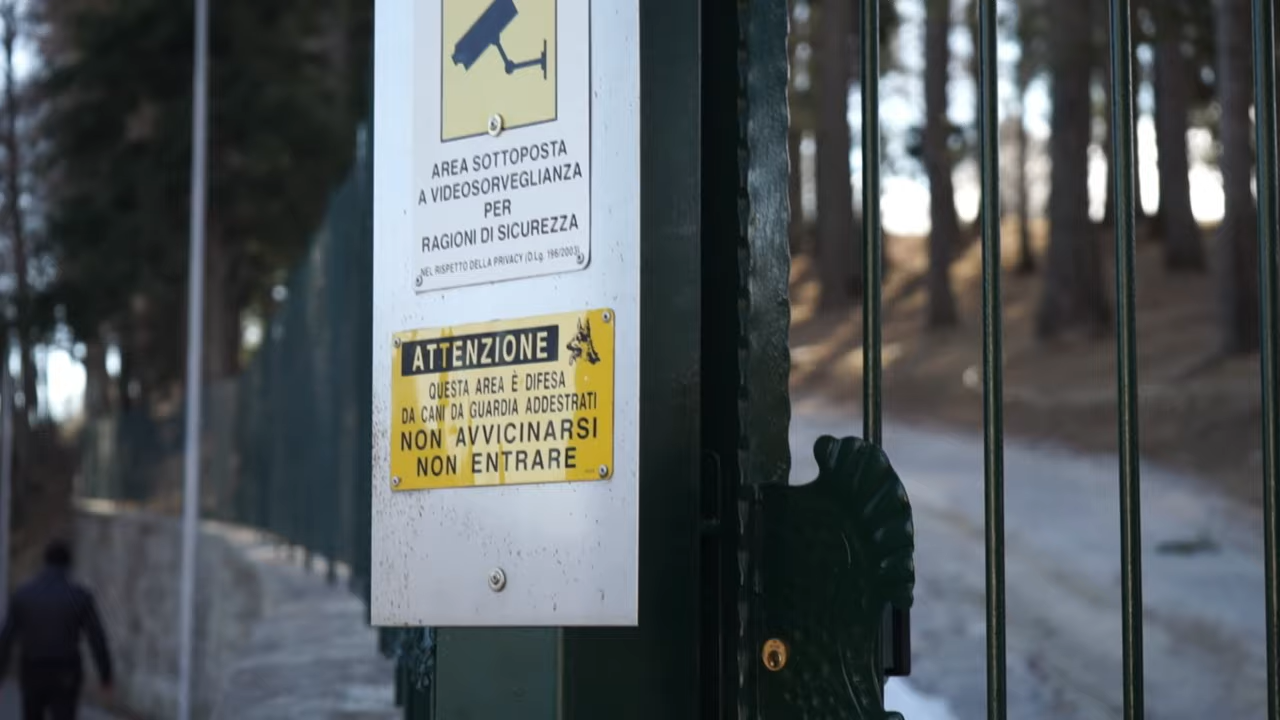 AREA SOTTOPOSTA
A VIDEOSORVEGLIANZA
PER
RAGIONI DI SICUREZZA
NEL RISPETTO DELLA PRIVACY (D.Lg. 196/2003)
ATTENZIONE
QUESTA AREA È DIFESA
DA CANI DA GUARDIA ADDESTRATI
NON AVVICINARSI
NON ENTRARE